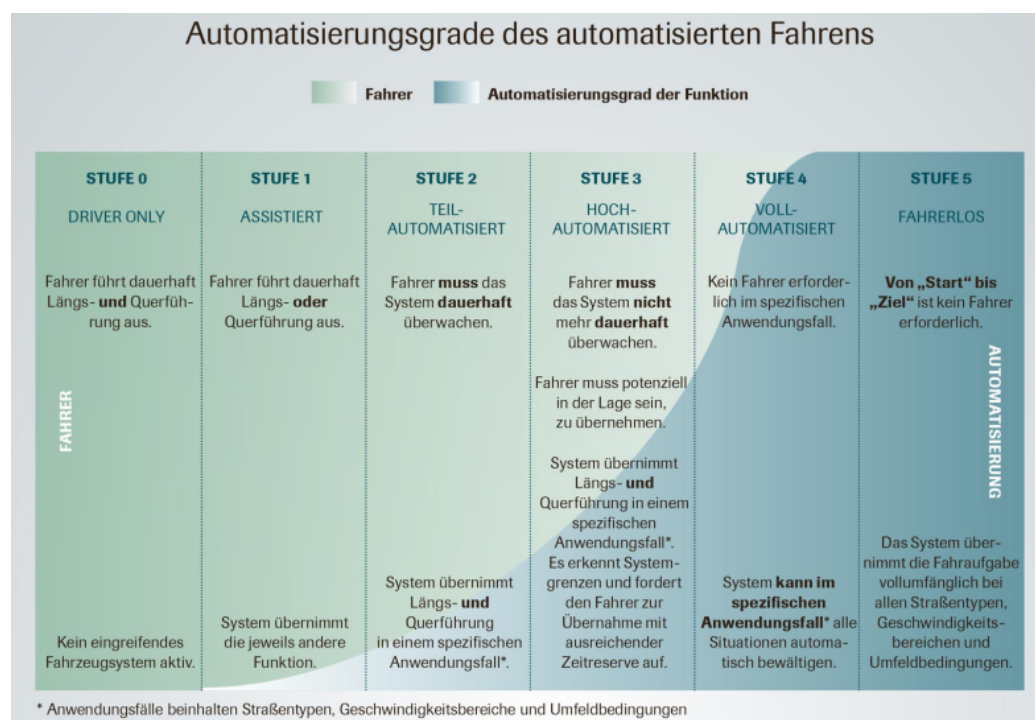 Automatisierungsgrade des automatisierten Fahrens
Fahrer
Automatisierungsgrad der Funktion
STUFE 0
DRIVER ONLY
Fahrer führt dauerhaft
Längs- und Querfüh-
rung aus.
FAHRER
Kein eingreifendes
Fahrzeugsystem aktiv.
STUFE 1
ASSISTIERT
Fahrer führt dauerhaft
Längs- oder
Querführung aus.
System übernimmt
die jeweils andere
Funktion.
STUFE 2
TEIL-
AUTOMATISIERT
Fahrer muss das
System dauerhaft
überwachen.
System übernimmt
Längs- und
Querführung
in einem spezifischen
Anwendungsfall*.
STUFE 3
HOCH-
AUTOMATISIERT
Fahrer muss
das System nicht
mehr dauerhaft
überwachen.
Fahrer muss potenziell
in der Lage sein,
zu übernehmen.
System übernimmt
Längs- und
Querführung in einem
spezifischen
Anwendungsfall*.
Es erkennt System-
grenzen und fordert
den Fahrer zur
Übernahme mit
ausreichender
Zeitreserve auf.
STUFE 4
VOLL-
AUTOMATISIERT
Kein Fahrer erforder-
lich im spezifischen
Anwendungsfall.
System kann im
spezifischen
Anwendungsfall* alle
Situationen automa-
tisch bewältigen.
STUFE 5
FAHRERLOS
Von „Start" bis
„Ziel" ist kein Fahrer
erforderlich.
AUTOMATISIERUNG
Das System über-
nimmt die Fahraufgabe
vollumfänglich bei
allen Straßentypen,
Geschwindigkeits-
bereichen und
Umfeldbedingungen.
* Anwendungsfälle beinhalten Straßentypen, Geschwindigkeitsbereiche und Umfeldbedingungen